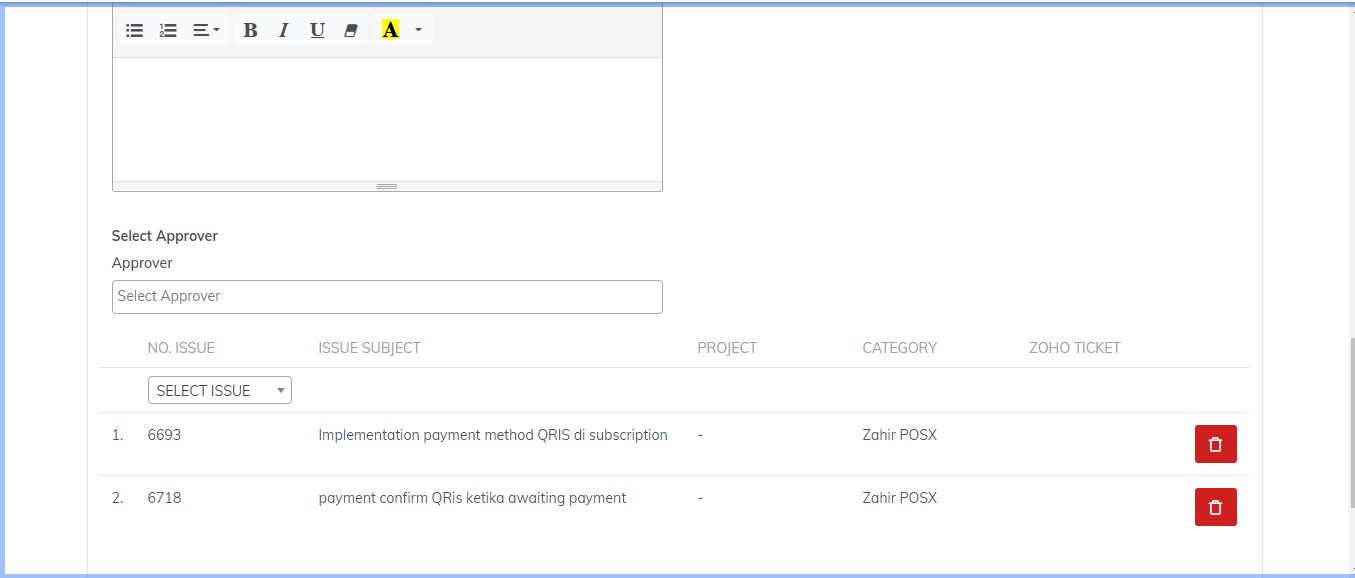 B I U A
Select Approver
Approver
Select Approver
NO. ISSUE ISSUE SUBJECT PROJECT CATEGORY ZOHO TICKET
SELECT ISSUE
1. 6693 Implementation payment method QRIS di subscription - Zahir POSX
2. 6718 payment confirm QRis ketika awaiting payment - Zahir POSX